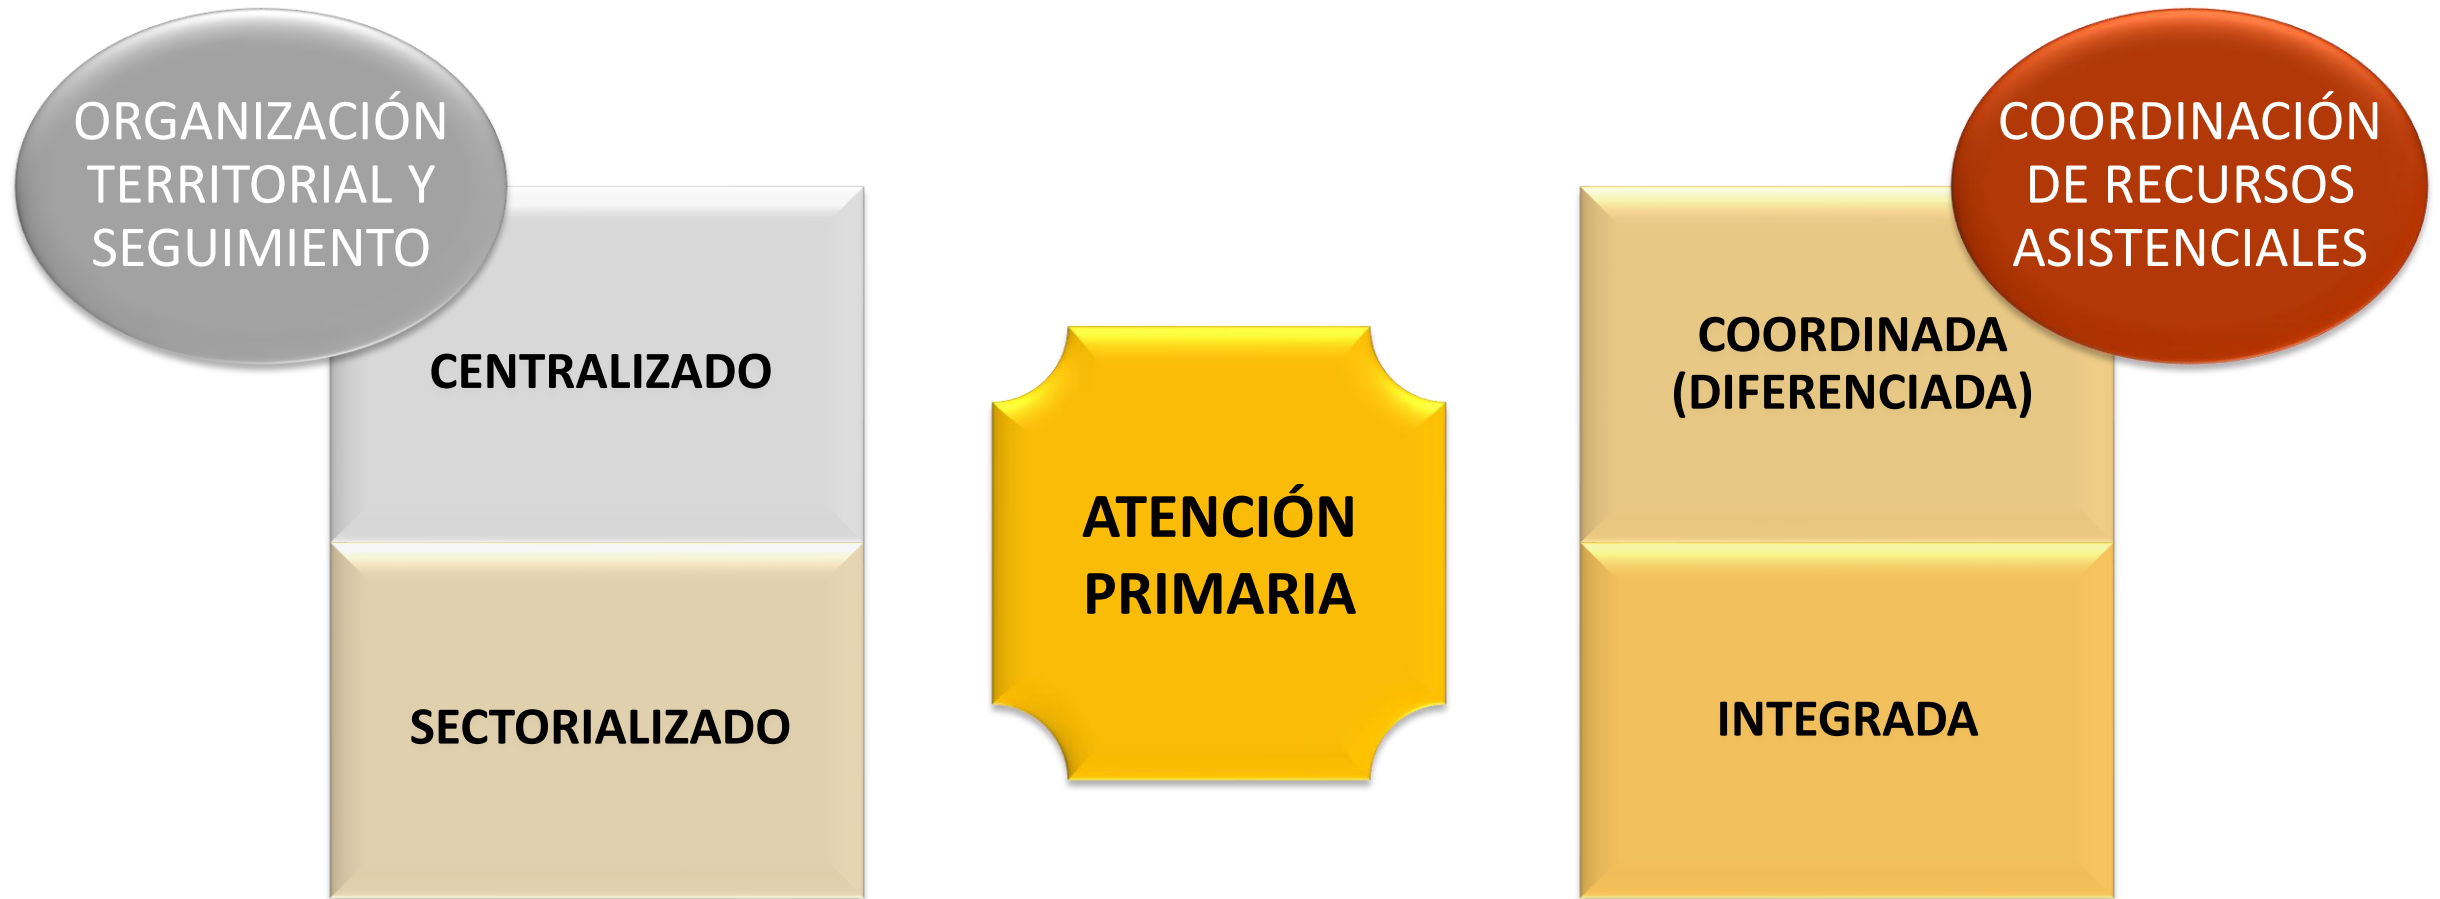 ORGANIZACIÓN
TERRITORIAL Y
SEGUIMIENTO
CENTRALIZADO
SECTORIALIZADO
ATENCIÓN
PRIMARIA
COORDINACIÓN
DE RECURSOS
ASISTENCIALES
COORDINADA
(DIFERENCIADA)
INTEGRADA